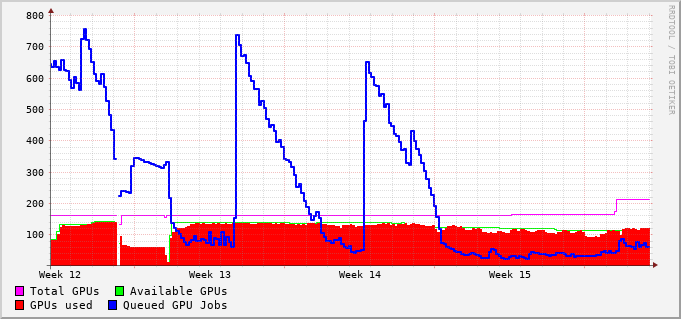 800
700
600
500
400
300
200
100
Week 12 Week 13 Week 14 Week 15
Total GPUs Available GPUs
GPUs used Queued GPU Jobs
RRDTOOL / TOBI OETIKER